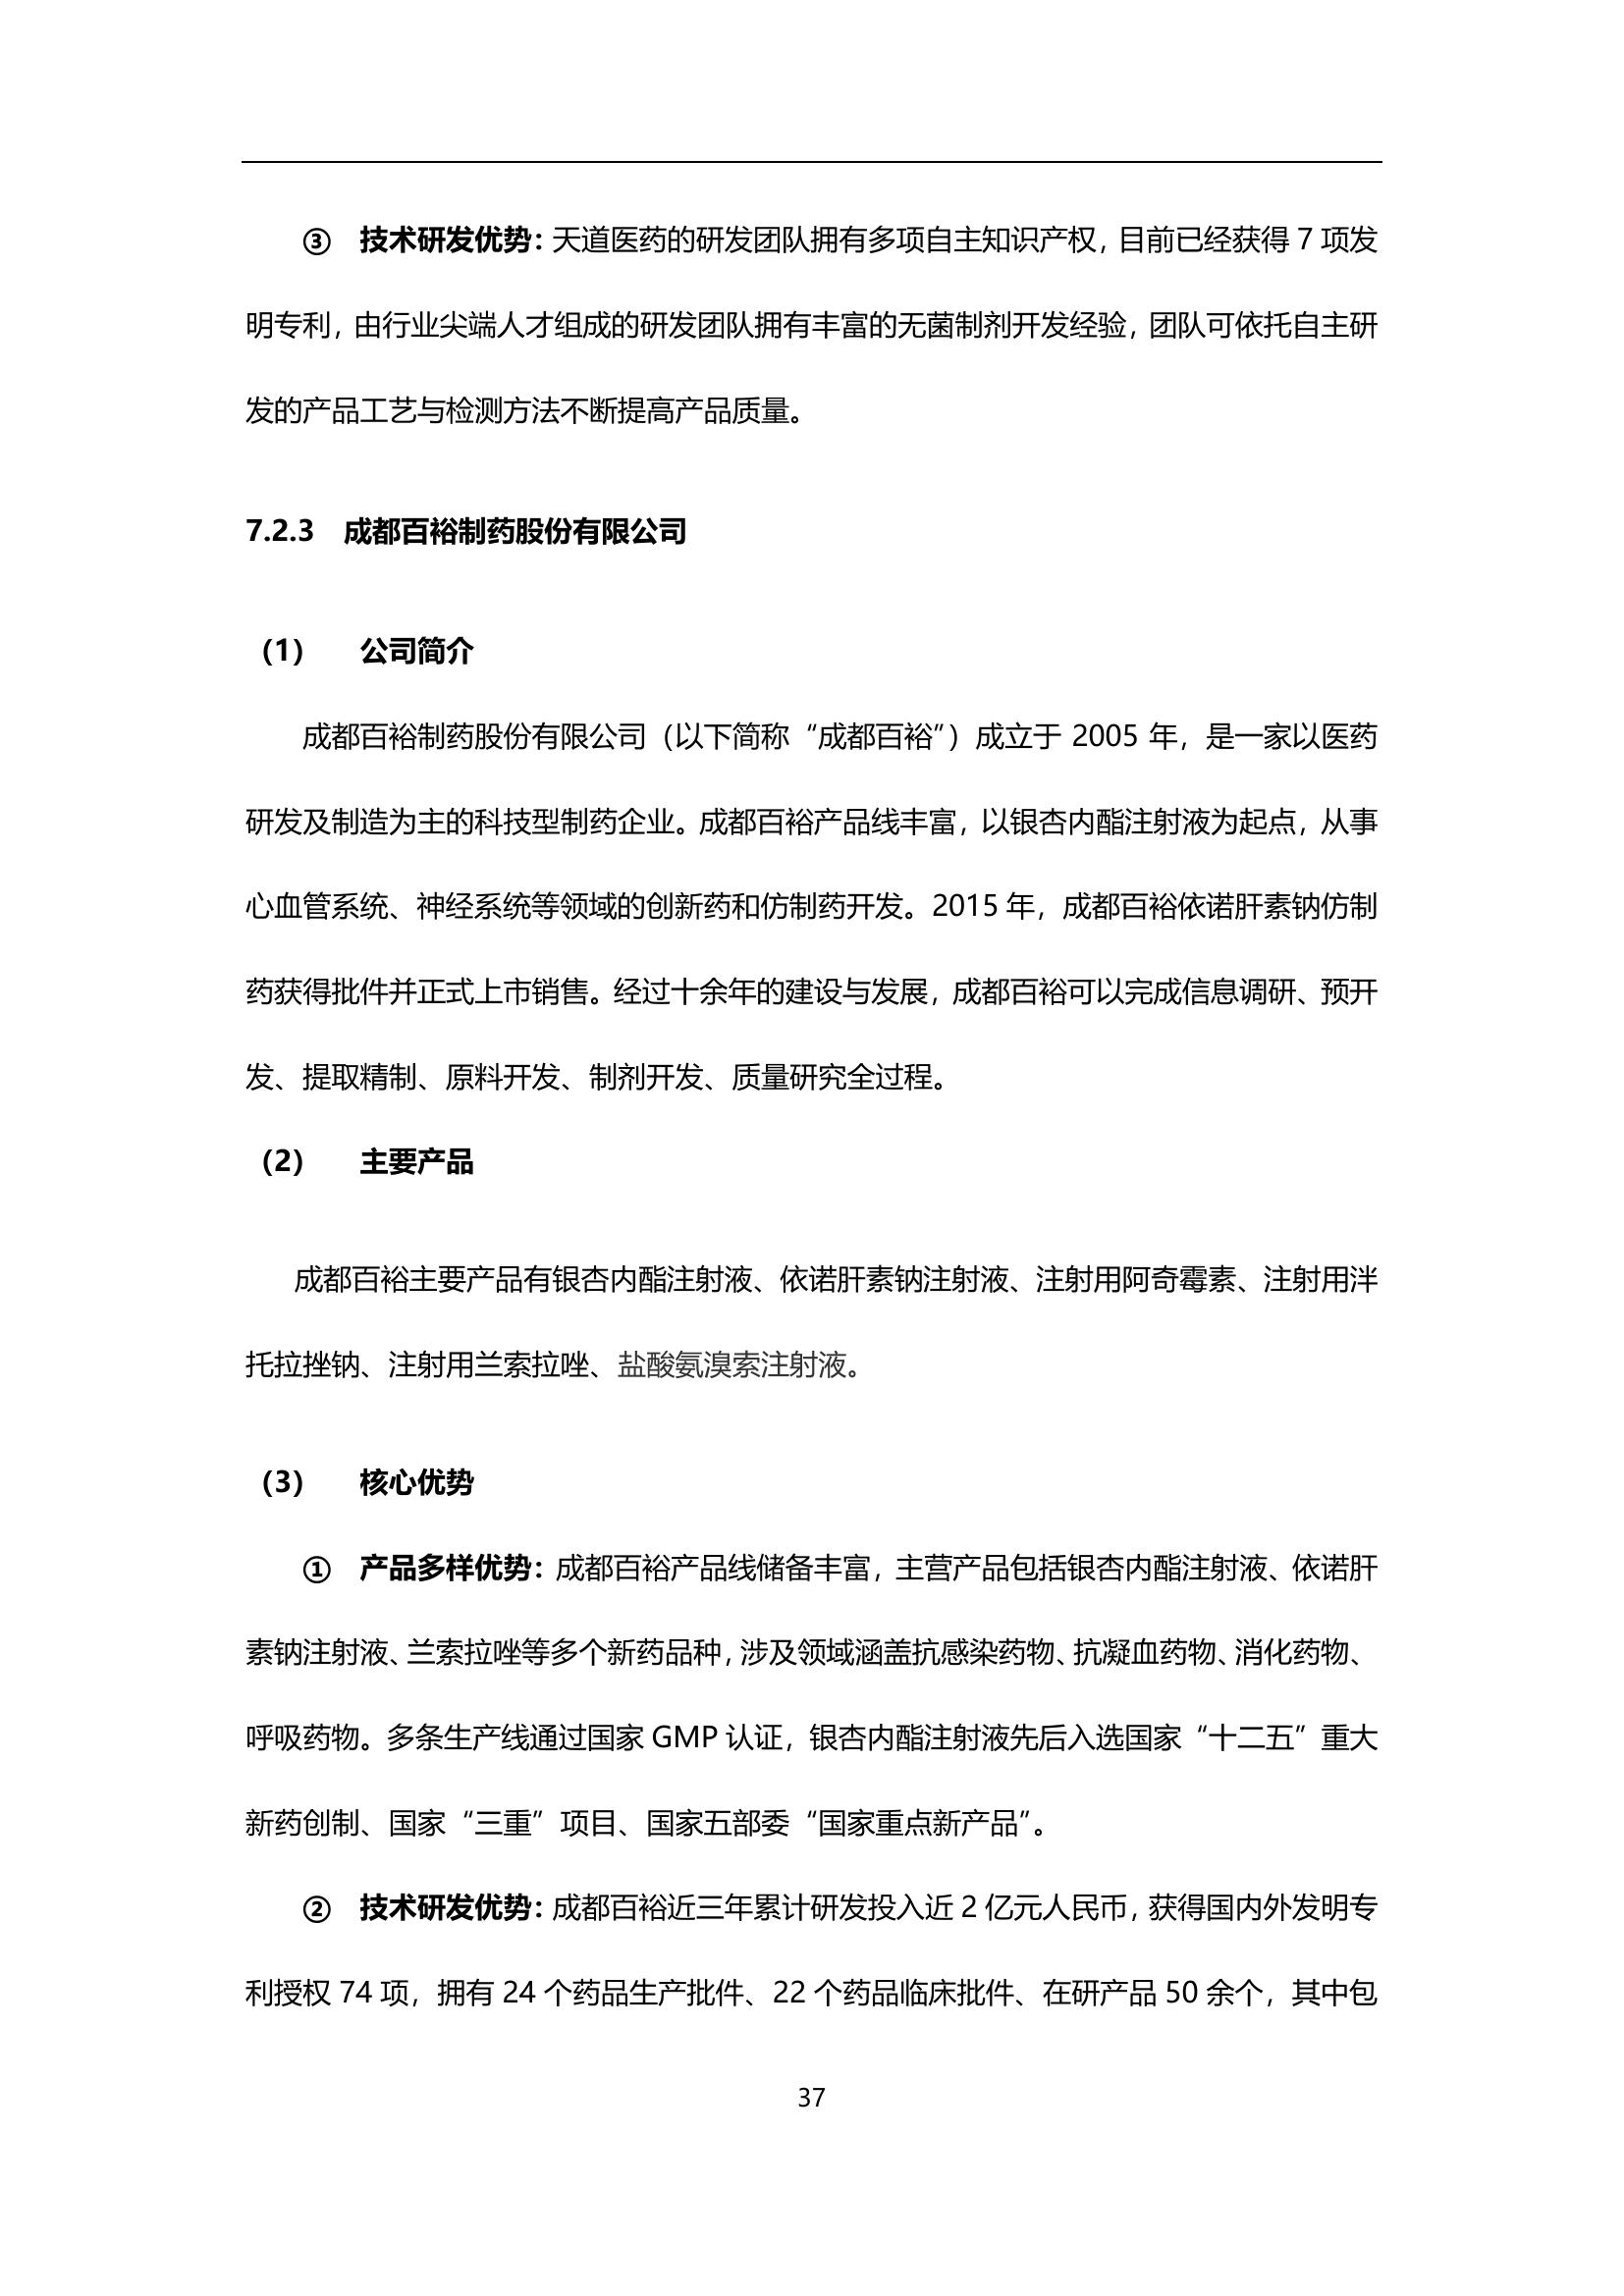 ③ 技术研发优势：天道医药的研发团队拥有多项自主知识产权，目前已经获得 7 项发
明专利，由行业尖端人才组成的研发团队拥有丰富的无菌制剂开发经验，团队可依托自主研
发的产品工艺与检测方法不断提高产品质量。
7.2.3 成都百裕制药股份有限公司
（1） 公司简介
成都百裕制药股份有限公司（以下简称“成都百裕”）成立于 2005 年，是一家以医药
研发及制造为主的科技型制药企业。成都百裕产品线丰富，以银杏内酯注射液为起点，从事
心血管系统、神经系统等领域的创新药和仿制药开发。2015 年，成都百裕依诺肝素钠仿制
药获得批件并正式上市销售。经过十余年的建设与发展，成都百裕可以完成信息调研、预开
发、提取精制、原料开发、制剂开发、质量研究全过程。
（2） 主要产品
成都百裕主要产品有银杏内酯注射液、依诺肝素钠注射液、注射用阿奇霉素、注射用泮
托拉挫钠、注射用兰索拉唑、盐酸氨溴索注射液。
（3） 核心优势
① 产品多样优势：成都百裕产品线储备丰富，主营产品包括银杏内酯注射液、依诺肝
素钠注射液、兰索拉唑等多个新药品种，涉及领域涵盖抗感染药物、抗凝血药物、消化药物、
呼吸药物。多条生产线通过国家 GMP 认证，银杏内酯注射液先后入选国家“十二五”重大
新药创制、国家“三重”项目、国家五部委“国家重点新产品”。
② 技术研发优势：成都百裕近三年累计研发投入近 2 亿元人民币，获得国内外发明专
利授权 74 项，拥有 24 个药品生产批件、22 个药品临床批件、在研产品 50 余个，其中包
37